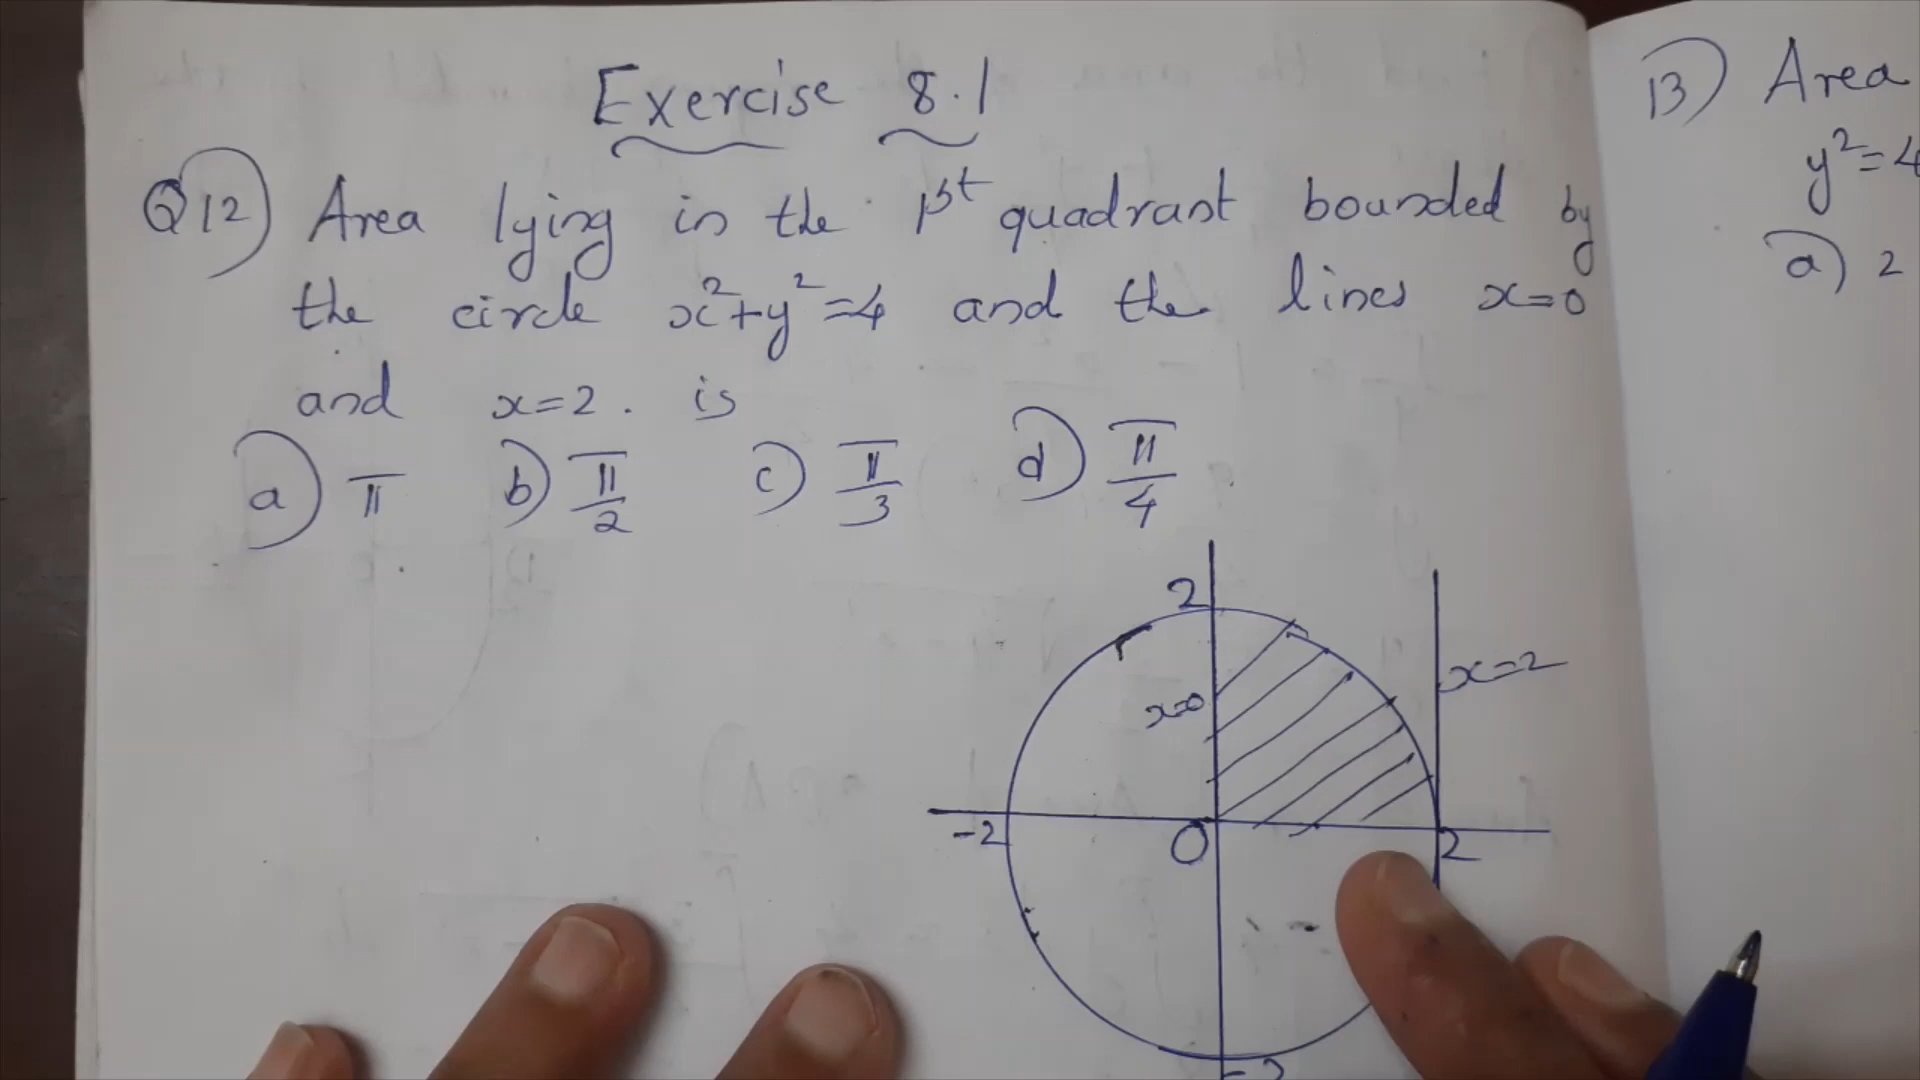 Exercise 8.1
Q12) Area lying in the 1st quadrant bounded by
the circle x²+y²=4 and the lines x=0
and x=2. is
a) π b) π/2 c) π/3 d) π/4
2
x=2
x=0
-2 0 2
-2
13) Area
y²=4
a) 2